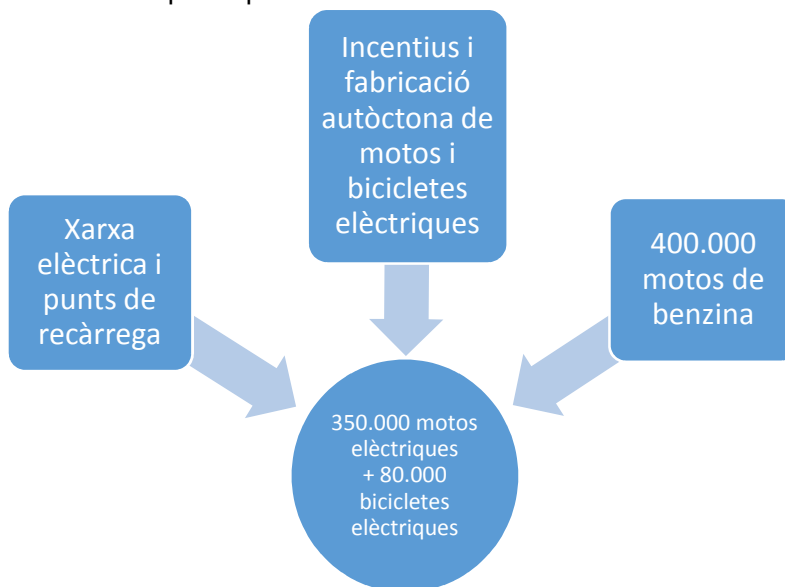 Incentius i
fabricació
autòctona de
motos i
bicicletes
elèctriques
Xarxa
elèctrica i
punts de
recàrrega
400.000
motos de
benzina
350.000 motos
elèctriques
+ 80.000
bicicletes
elèctriques